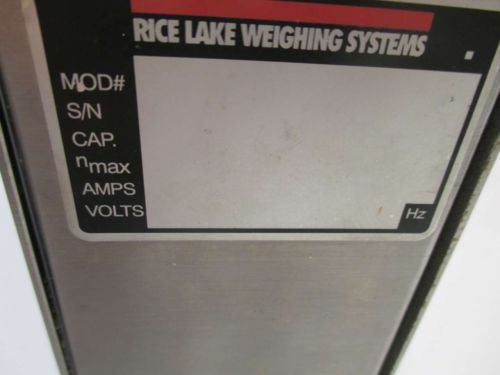 RICE LAKE WEIGHING SYSTEMS
MOD#
S/N
CAP.
nmax
AMPS
VOLTS
Hz